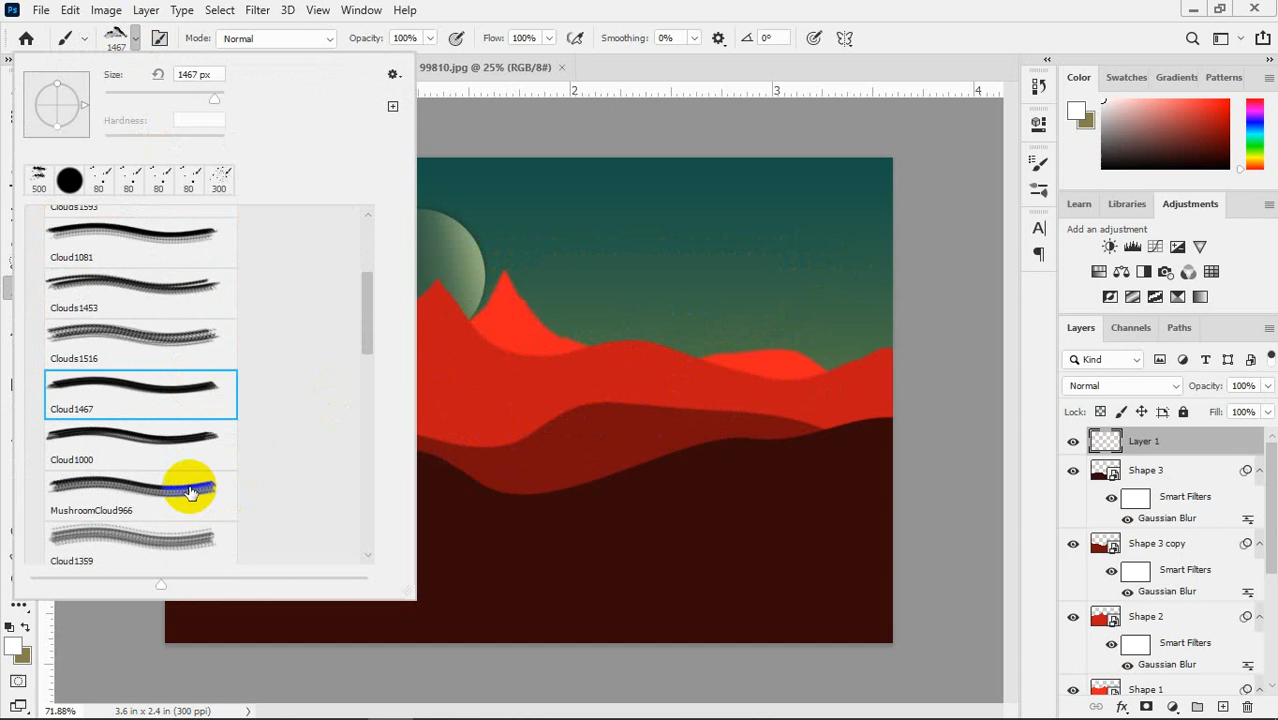 Ps File Edit Image Layer Type Select Filter 3D View Window Help
1467 Mode: Normal Opacity: 100% Flow: 100% Smoothing: 0% 0°
99810.jpg @ 25% (RGB/8#) ×
Size: 1467 px
Hardness:
500 80 80 80 80 300
Clouds1593
Cloud1081
Clouds1453
Clouds1516
Cloud1467
Cloud1000
MushroomCloud966
Cloud1359
2 3 4
Color Swatches Gradients Patterns
Learn Libraries Adjustments
Add an adjustment
Layers Channels Paths
Kind
Normal Opacity: 100%
Lock: Fill: 100%
Layer 1
Shape 3
Smart Filters
Gaussian Blur
Shape 3 copy
Smart Filters
Gaussian Blur
Shape 2
Smart Filters
Gaussian Blur
Shape 1
71.88% 3.6 in x 2.4 in (300 ppi)